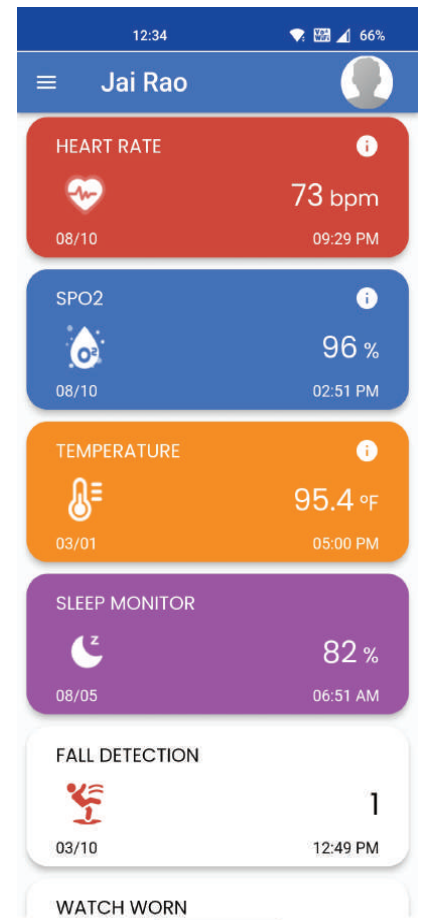 12:34 66%
Jai Rao
HEART RATE
73 bpm
08/10 09:29 PM
SPO2
O2
96 %
08/10 02:51 PM
TEMPERATURE
95.4 °F
03/01 05:00 PM
SLEEP MONITOR
z
82 %
08/05 06:51 AM
FALL DETECTION
1
03/10 12:49 PM
WATCH WORN